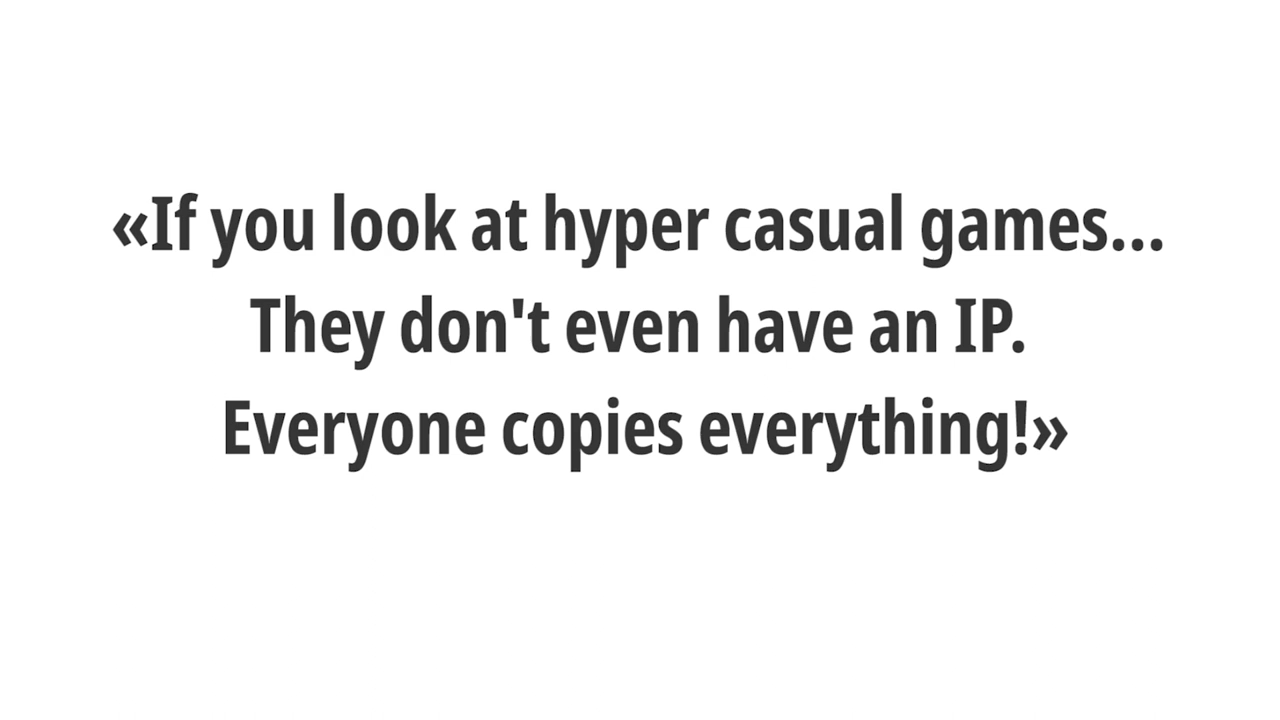 «If you look at hyper casual games...
They don't even have an IP.
Everyone copies everything!»